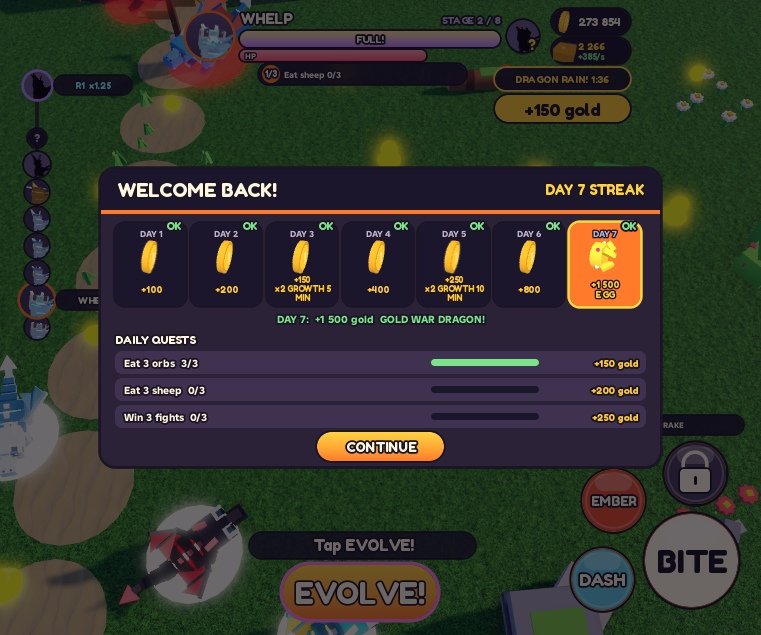 WHELP
STAGE 2 / 8
FULL!
HP
1/3 Eat sheep 0/3
?
273 854
2 266
+385/s
DRAGON RAIN! 1:36
+150 gold
R1 x1.25
?
WELCOME BACK!
DAY 7 STREAK
DAY 1 OK
+100
DAY 2 OK
+200
DAY 3 OK
+150
x2 GROWTH 5
MIN
DAY 4 OK
+400
DAY 5 OK
+250
x2 GROWTH 10
MIN
DAY 6 OK
+800
DAY 7 OK
+1 500
EGG
WHE
DAY 7: +1 500 gold GOLD WAR DRAGON!
DAILY QUESTS
Eat 3 orbs 3/3 +150 gold
Eat 3 sheep 0/3 +200 gold
Win 3 fights 0/3 +250 gold
CONTINUE
RAKE
EMBER
Tap EVOLVE!
BITE
DASH
EVOLVE!